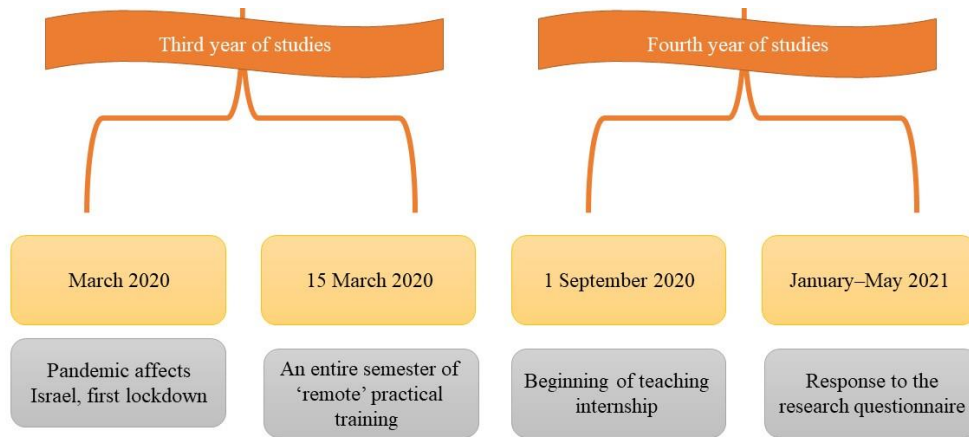 Third year of studies
Fourth year of studies
March 2020
15 March 2020
1 September 2020
January–May 2021
Pandemic affects
Israel, first lockdown
An entire semester of
‘remote’ practical
training
Beginning of teaching
internship
Response to the
research questionnaire